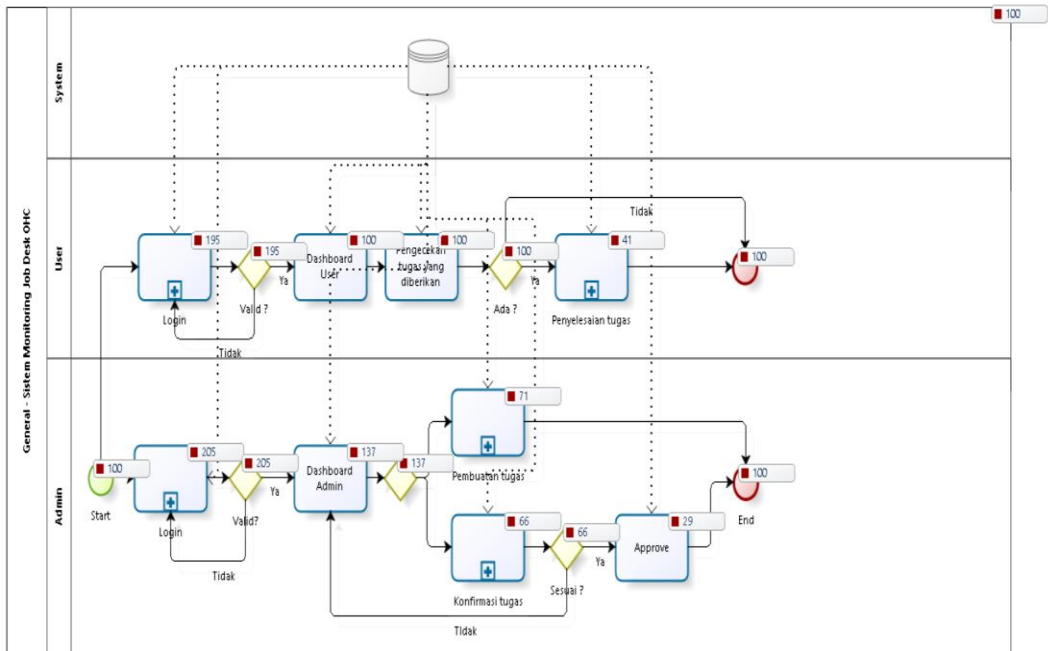 100
System
General - Sistem Monitoring Job Desk OHC
User
Tidak
195
195
100
100
100
41
100
Dashboard
User
Pengecekan
tugas yang
diberikan
Ya
Ya
Login
Valid ?
Ada ?
Penyelesaian tugas
Tidak
Admin
71
Pembuatan tugas
100
205
205
137
137
100
Dashboard
Admin
Ya
Start
Login
Valid?
End
Tidak
66
66
29
Approve
Ya
Konfirmasi tugas
Sesuai ?
TIdak